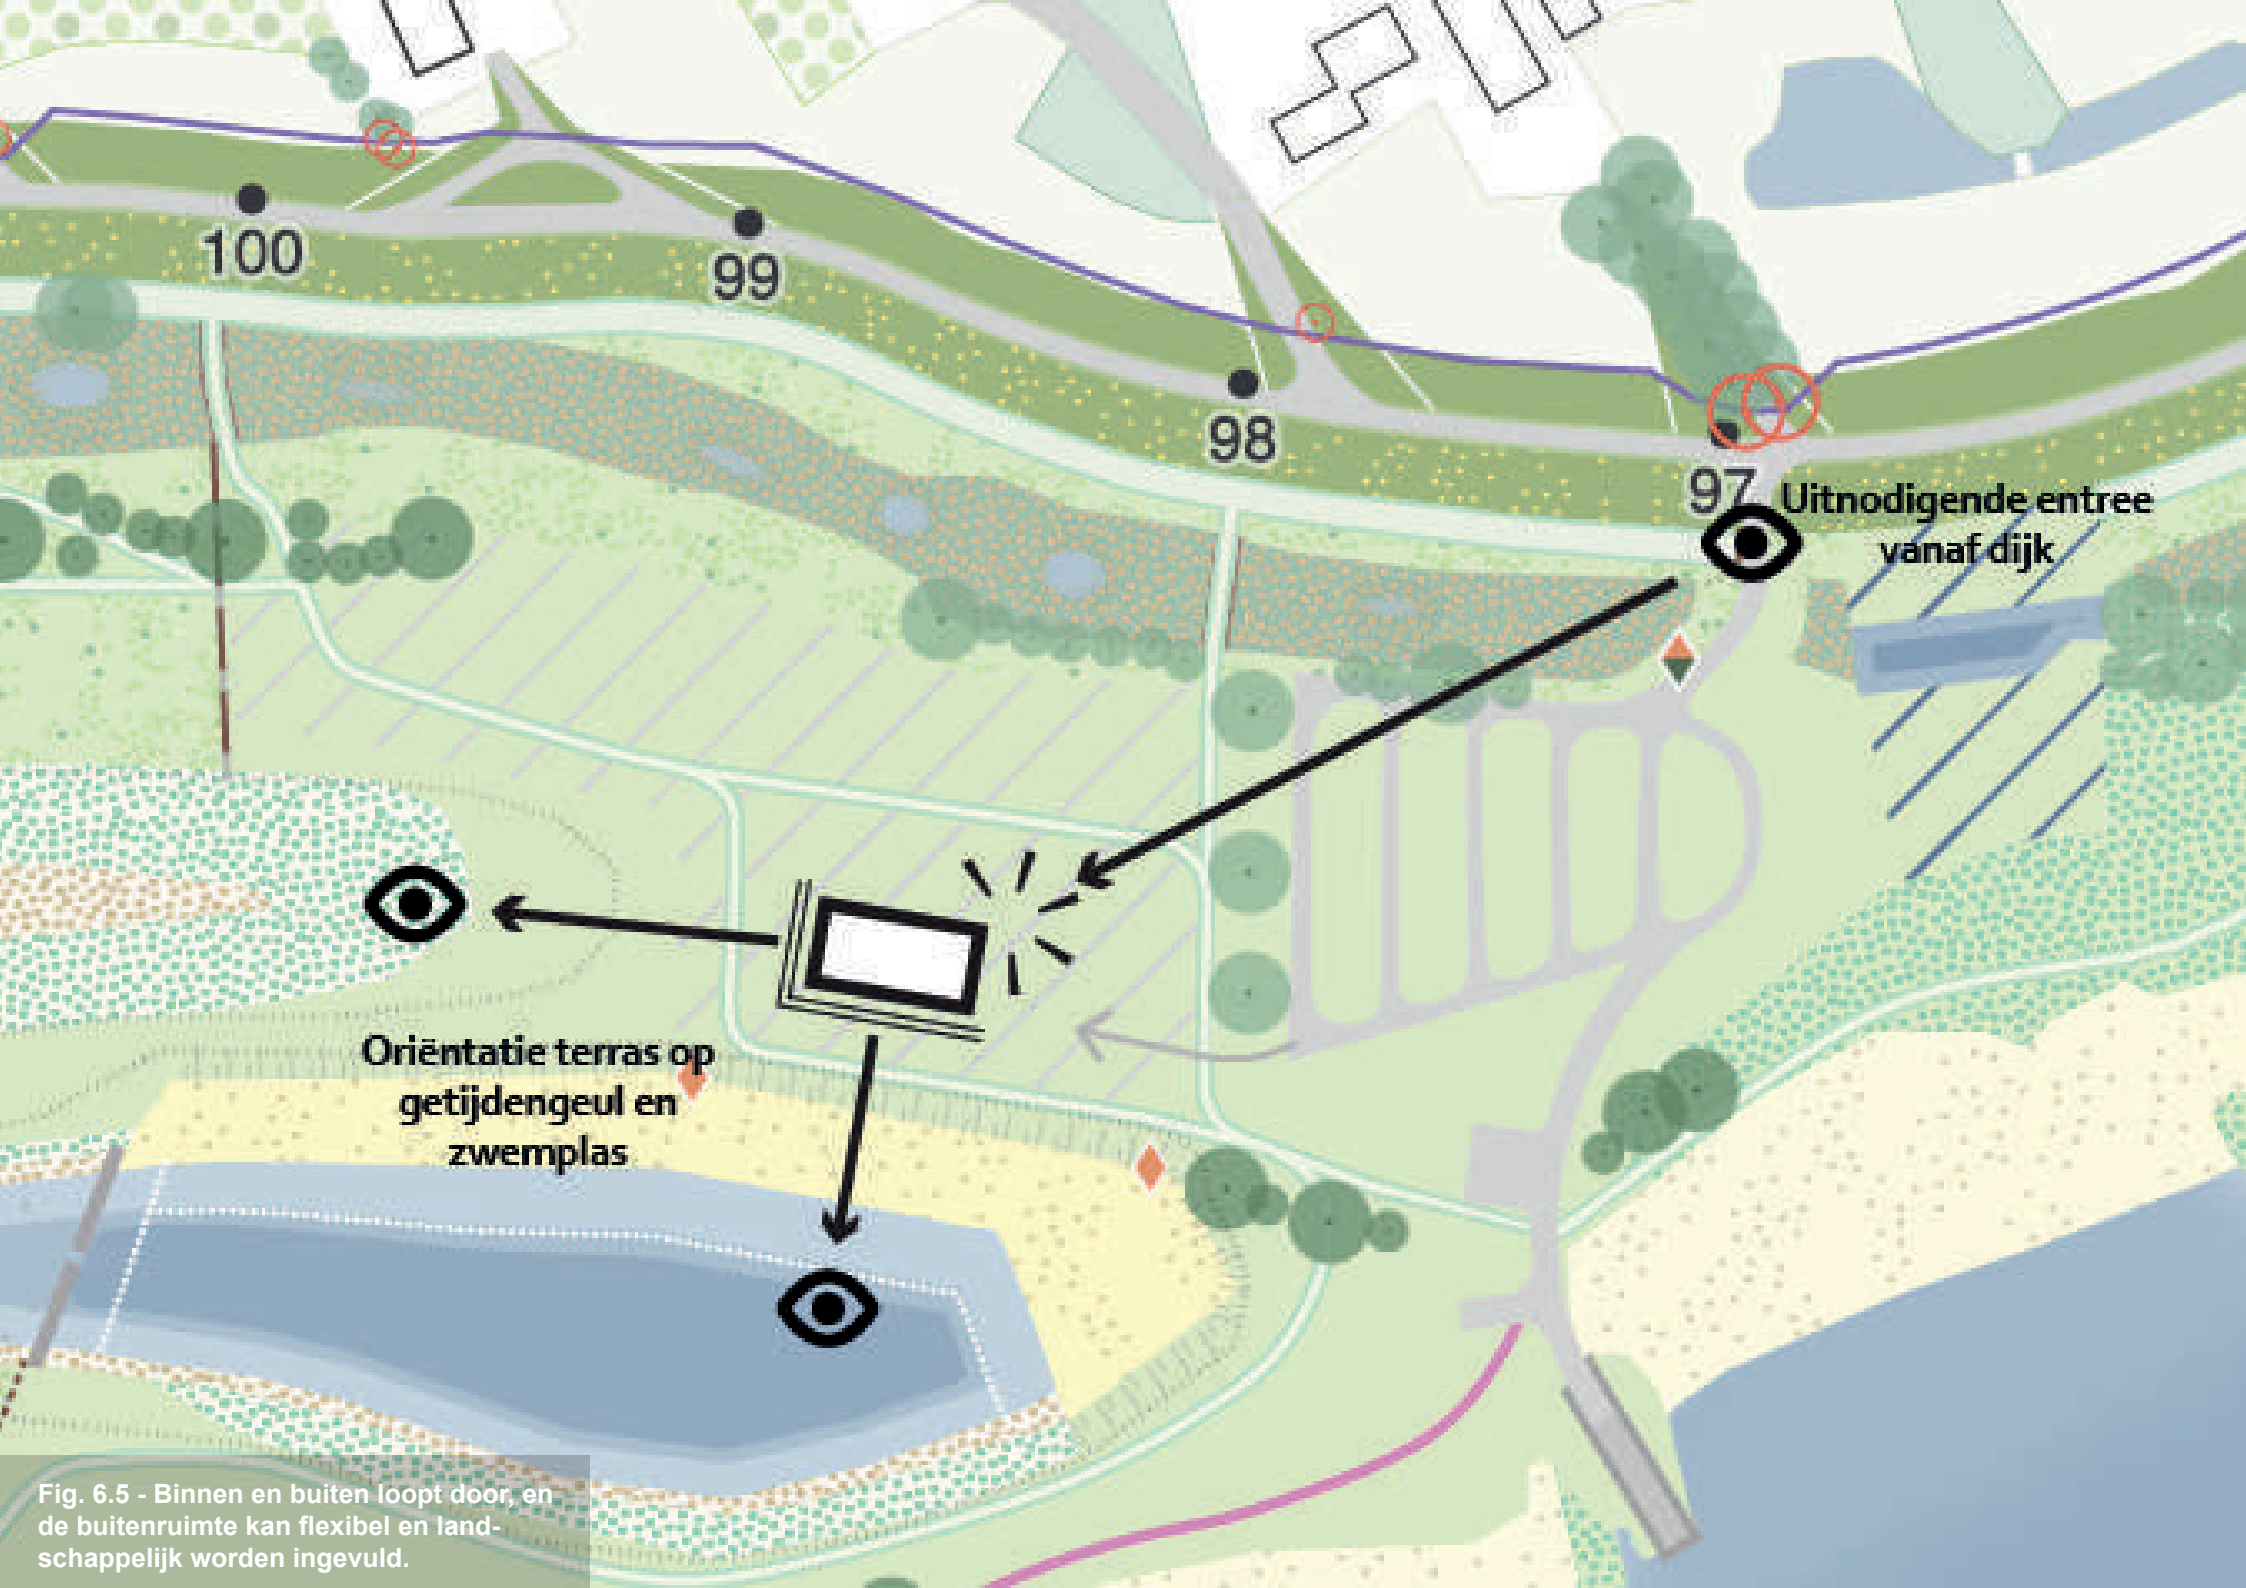 100
99
98
97
Uitnodigende entree
vanaf dijk
Oriëntatie terras op
getijdengeul en
zwemplas
Fig. 6.5 - Binnen en buiten loopt door, en
de buitenruimte kan flexibel en land-
schappelijk worden ingevuld.